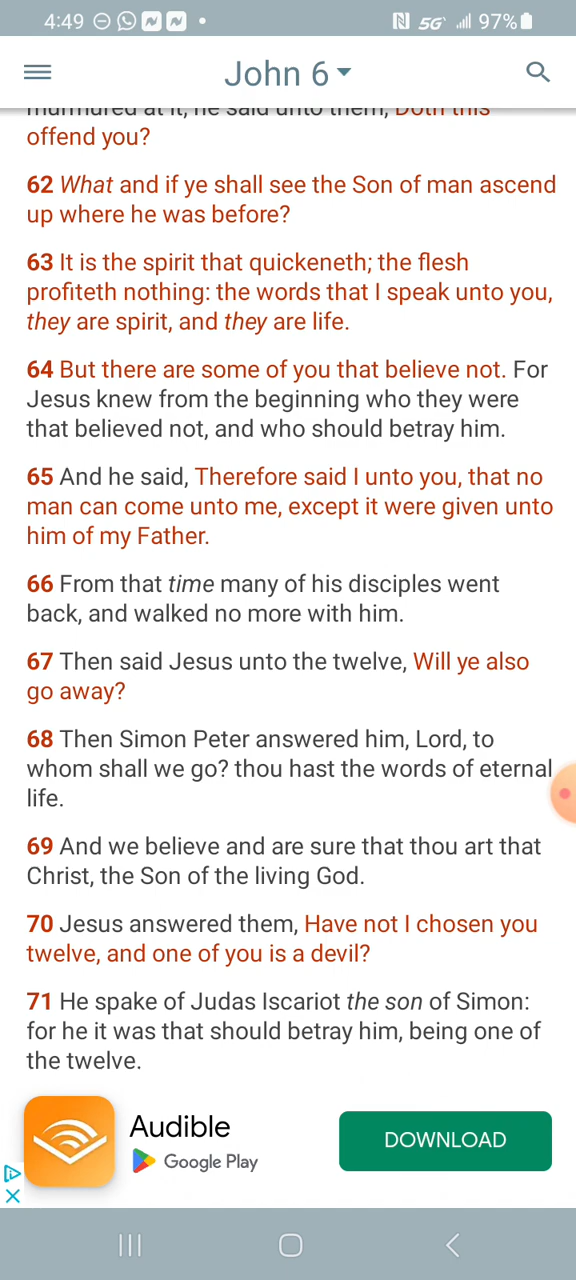 4:49
5G 97%
John 6
murmured at it, he said unto them, Doth this
offend you?
62 What and if ye shall see the Son of man ascend
up where he was before?
63 It is the spirit that quickeneth; the flesh
profiteth nothing: the words that I speak unto you,
they are spirit, and they are life.
64 But there are some of you that believe not. For
Jesus knew from the beginning who they were
that believed not, and who should betray him.
65 And he said, Therefore said I unto you, that no
man can come unto me, except it were given unto
him of my Father.
66 From that time many of his disciples went
back, and walked no more with him.
67 Then said Jesus unto the twelve, Will ye also
go away?
68 Then Simon Peter answered him, Lord, to
whom shall we go? thou hast the words of eternal
life.
69 And we believe and are sure that thou art that
Christ, the Son of the living God.
70 Jesus answered them, Have not I chosen you
twelve, and one of you is a devil?
71 He spake of Judas Iscariot the son of Simon:
for he it was that should betray him, being one of
the twelve.
Audible
Google Play
DOWNLOAD